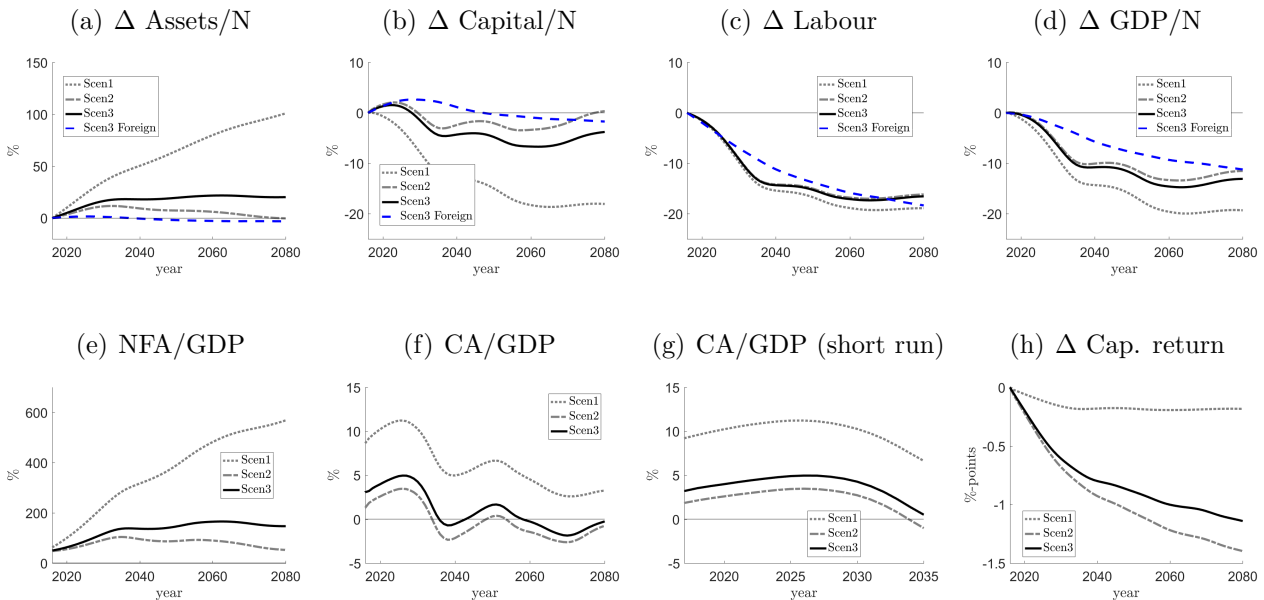 (a) Δ Assets/N
(b) Δ Capital/N
(c) Δ Labour
(d) Δ GDP/N
150
100
50
0
%
2020 2040 2060 2080
year
Scen1
Scen2
Scen3
Scen3 Foreign
10
0
-10
-20
%
2020 2040 2060 2080
year
Scen1
Scen2
Scen3
Scen3 Foreign
10
0
-10
-20
%
2020 2040 2060 2080
year
Scen1
Scen2
Scen3
Scen3 Foreign
10
0
-10
-20
%
2020 2040 2060 2080
year
Scen1
Scen2
Scen3
Scen3 Foreign
(e) NFA/GDP
(f) CA/GDP
(g) CA/GDP (short run)
(h) Δ Cap. return
600
400
200
0
%
2020 2040 2060 2080
year
Scen1
Scen2
Scen3
15
10
5
0
-5
%
2020 2040 2060 2080
year
Scen1
Scen2
Scen3
15
10
5
0
-5
%
2020 2025 2030 2035
year
Scen1
Scen2
Scen3
0
-0.5
-1
-1.5
%-points
2020 2040 2060 2080
year
Scen1
Scen2
Scen3